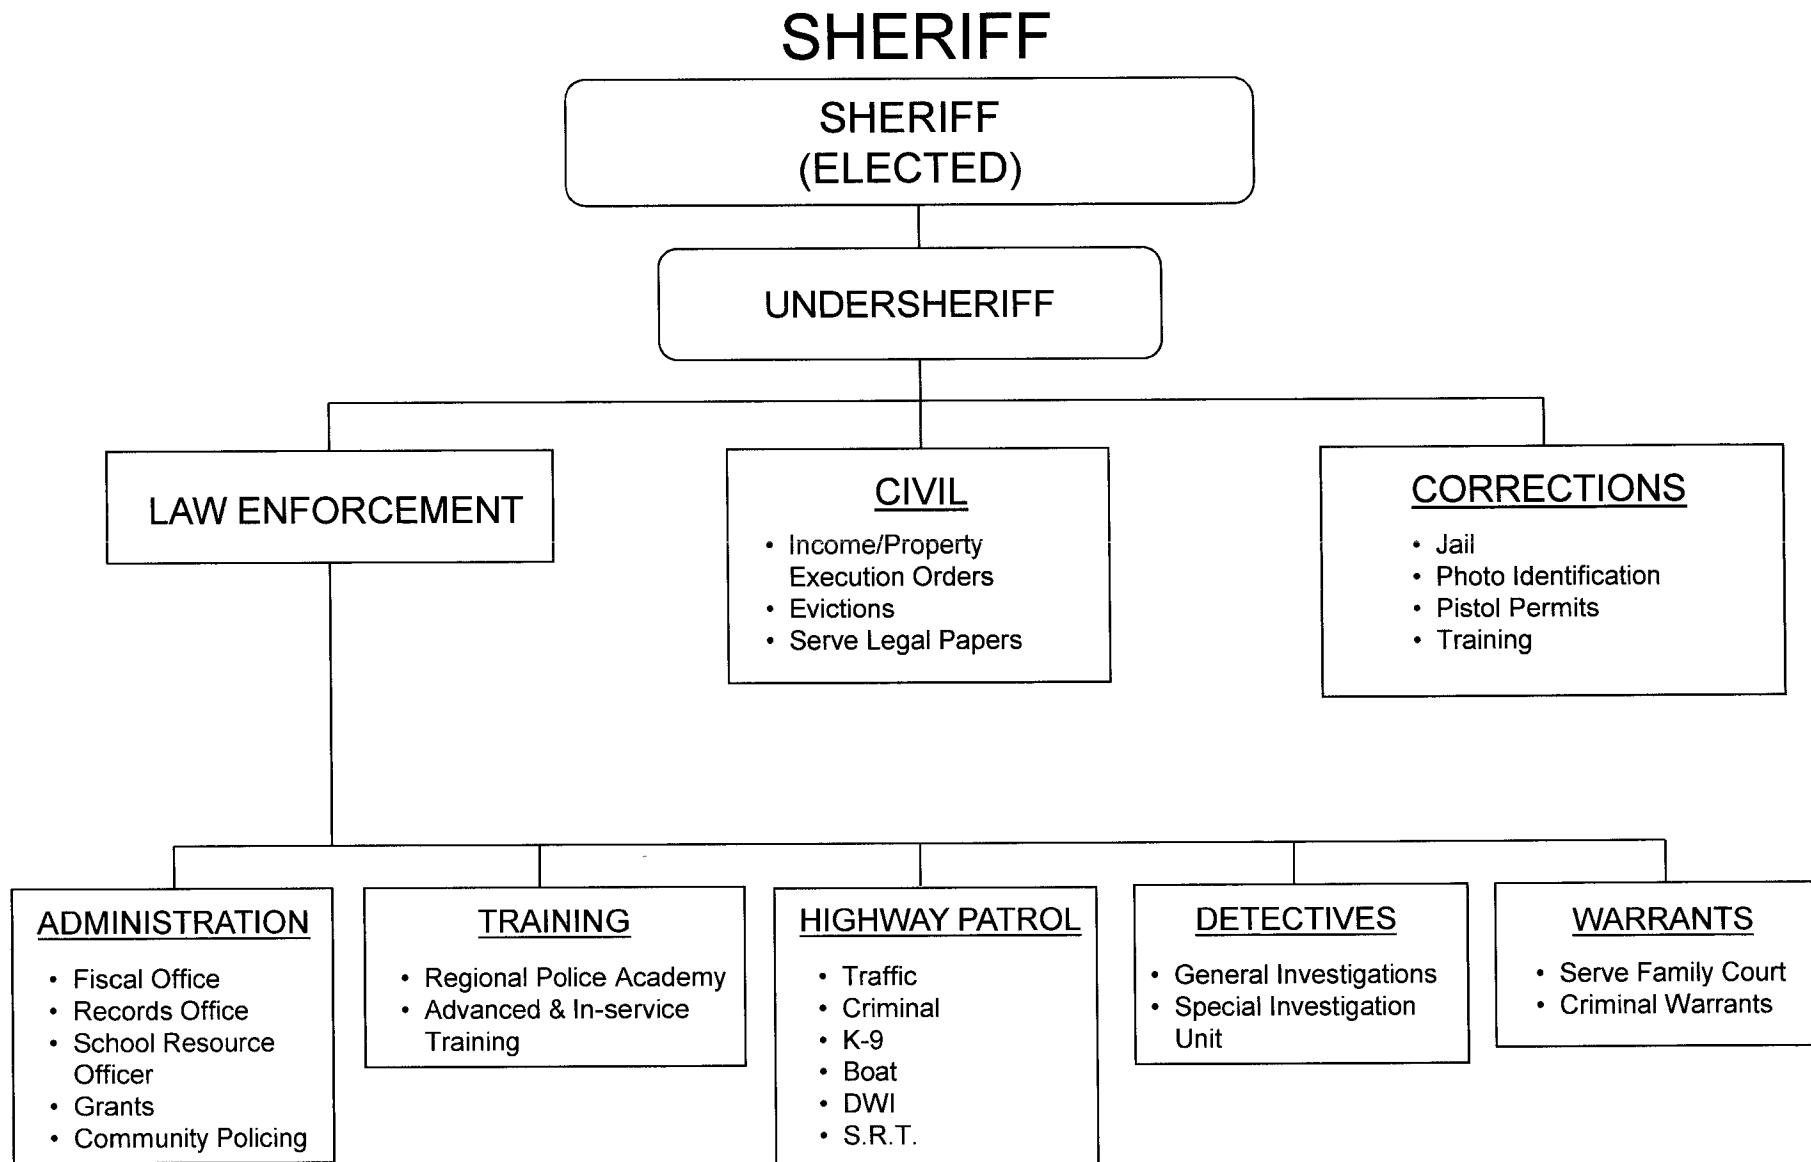 SHERIFF
SHERIFF
(ELECTED)
UNDERSHERIFF
LAW ENFORCEMENT
CIVIL
• Income/Property
Execution Orders
• Evictions
• Serve Legal Papers
CORRECTIONS
• Jail
• Photo Identification
• Pistol Permits
• Training
ADMINISTRATION
• Fiscal Office
• Records Office
• School Resource
Officer
• Grants
• Community Policing
TRAINING
• Regional Police Academy
• Advanced & In-service
Training
HIGHWAY PATROL
• Traffic
• Criminal
• K-9
• Boat
• DWI
• S.R.T.
DETECTIVES
• General Investigations
• Special Investigation
Unit
WARRANTS
• Serve Family Court
• Criminal Warrants